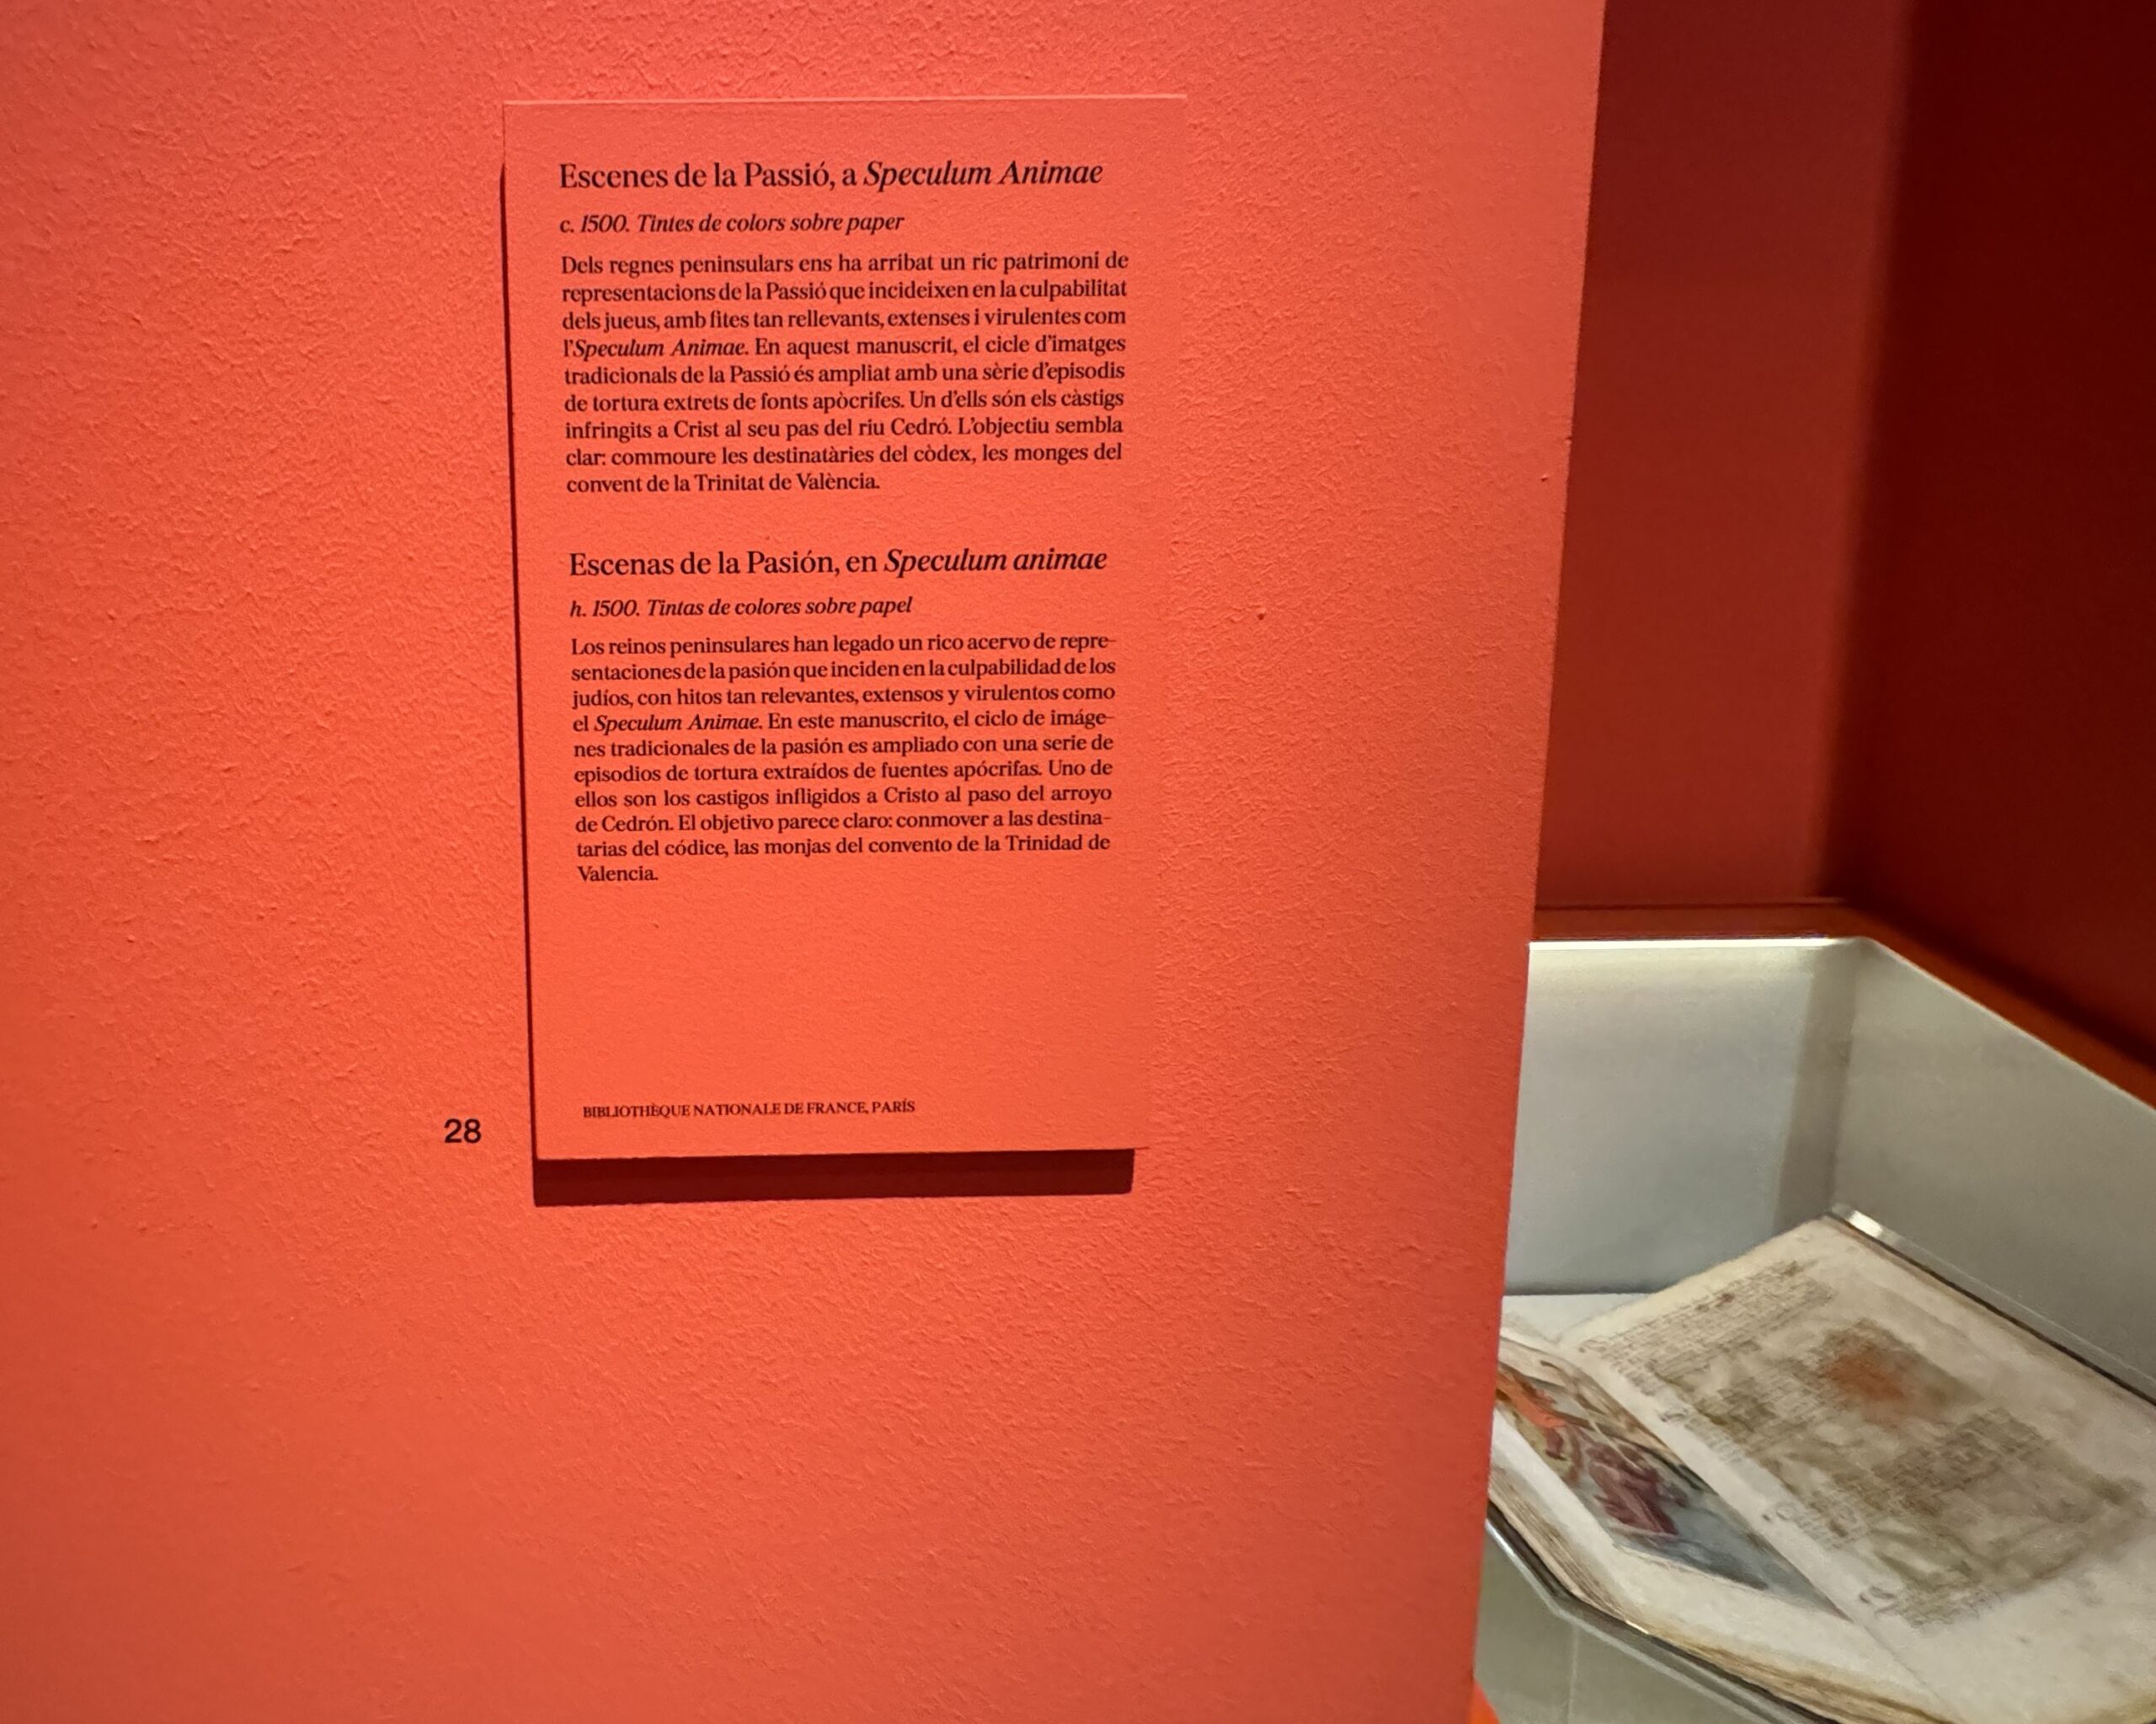 Escenes de la Passió, a Speculum Animae
c. 1500. Tintes de colors sobre paper
Dels regnes peninsulars ens ha arribat un ric patrimoni de
representacions de la Passió que incideixen en la culpabilitat
dels jueus, amb fites tan rellevants, extenses i virulentes com
l'Speculum Animae. En aquest manuscrit, el cicle d'imatges
tradicionals de la Passió és ampliat amb una sèrie d'episodis
de tortura extrets de fonts apòcrifes. Un d'ells són els càstigs
infringits a Crist al seu pas del riu Cedró. L'objectiu sembla
clar: commoure les destinatàries del còdex, les monges del
convent de la Trinitat de València.
Escenas de la Pasión, en Speculum animae
h. 1500. Tintas de colores sobre papel
Los reinos peninsulares han legado un rico acervo de repre-
sentaciones de la pasión que inciden en la culpabilidad de los
judíos, con hitos tan relevantes, extensos y virulentos como
el Speculum Animae. En este manuscrito, el ciclo de imáge-
nes tradicionales de la pasión es ampliado con una serie de
episodios de tortura extraídos de fuentes apócrifas. Uno de
ellos son los castigos infligidos a Cristo al paso del arroyo
de Cedrón. El objetivo parece claro: conmover a las destina-
tarias del códice, las monjas del convento de la Trinidad de
Valencia.
BIBLIOTHÈQUE NATIONALE DE FRANCE, PARÍS
28